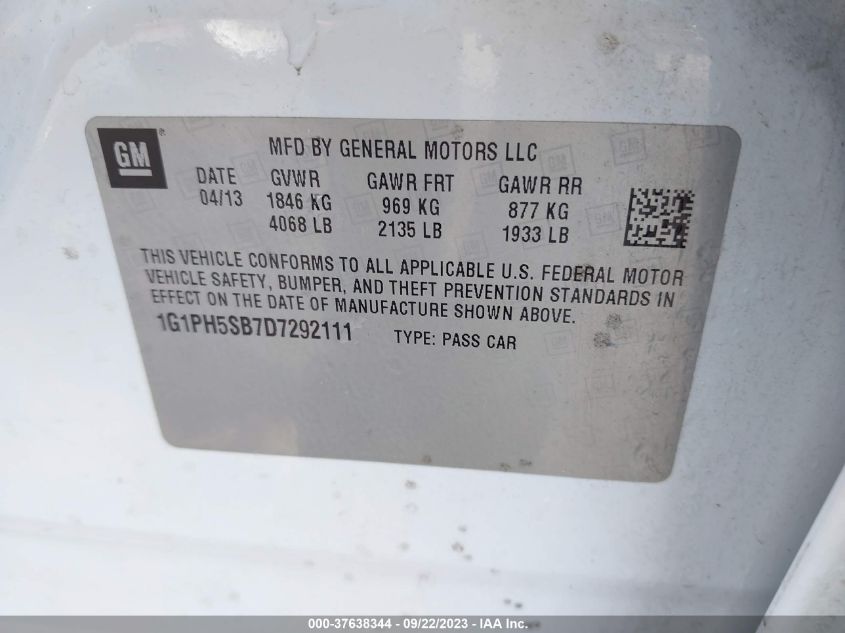 GM ®
MFD BY GENERAL MOTORS LLC
DATE GVWR GAWR FRT GAWR RR
04/13 1846 KG 969 KG 877 KG
4068 LB 2135 LB 1933 LB
THIS VEHICLE CONFORMS TO ALL APPLICABLE U.S. FEDERAL MOTOR
VEHICLE SAFETY, BUMPER, AND THEFT PREVENTION STANDARDS IN
EFFECT ON THE DATE OF MANUFACTURE SHOWN ABOVE.
1G1PH5SB7D7292111 TYPE: PASS CAR
000-37638344 - 09/22/2023 - IAA Inc.